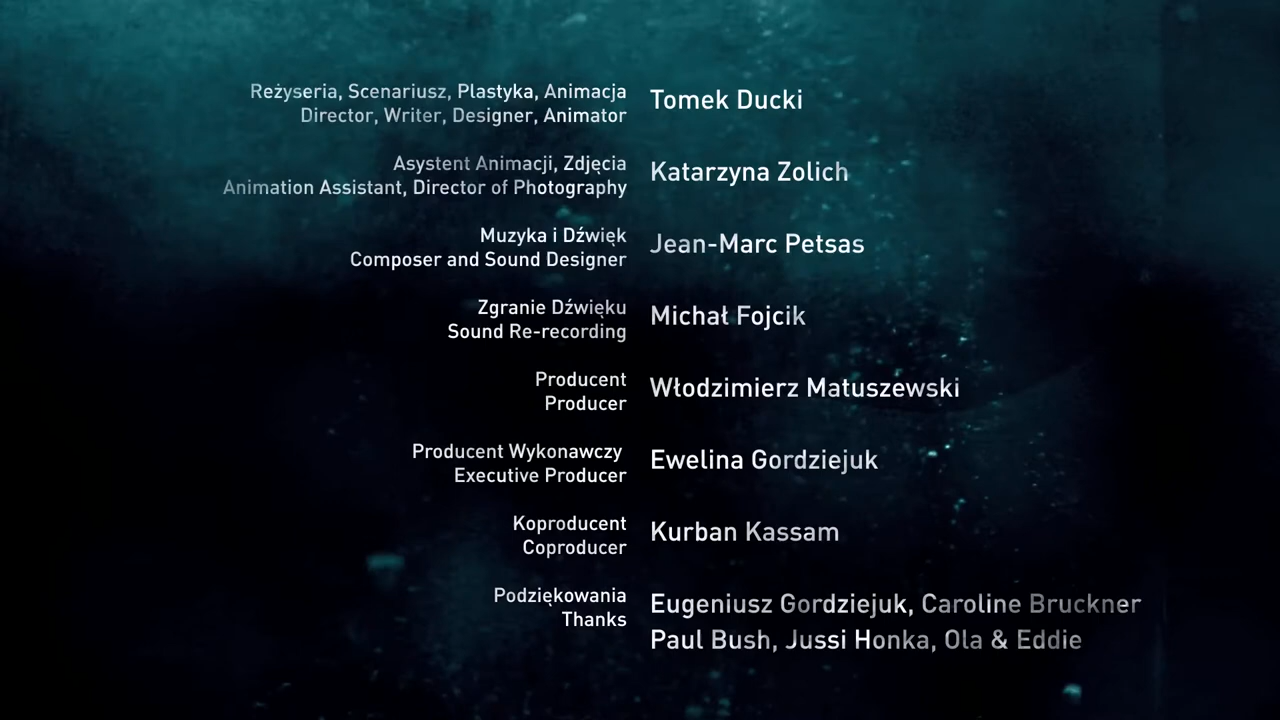 Reżyseria, Scenariusz, Plastyka, Animacja
Director, Writer, Designer, Animator
Tomek Ducki
Asystent Animacji, Zdjęcia
Animation Assistant, Director of Photography
Katarzyna Zolich
Muzyka i Dźwięk
Composer and Sound Designer
Jean-Marc Petsas
Zgranie Dźwięku
Sound Re-recording
Michał Fojcik
Producent
Producer
Włodzimierz Matuszewski
Producent Wykonawczy
Executive Producer
Ewelina Gordziejuk
Koproducent
Coproducer
Kurban Kassam
Podziękowania
Thanks
Eugeniusz Gordziejuk, Caroline Bruckner
Paul Bush, Jussi Honka, Ola & Eddie